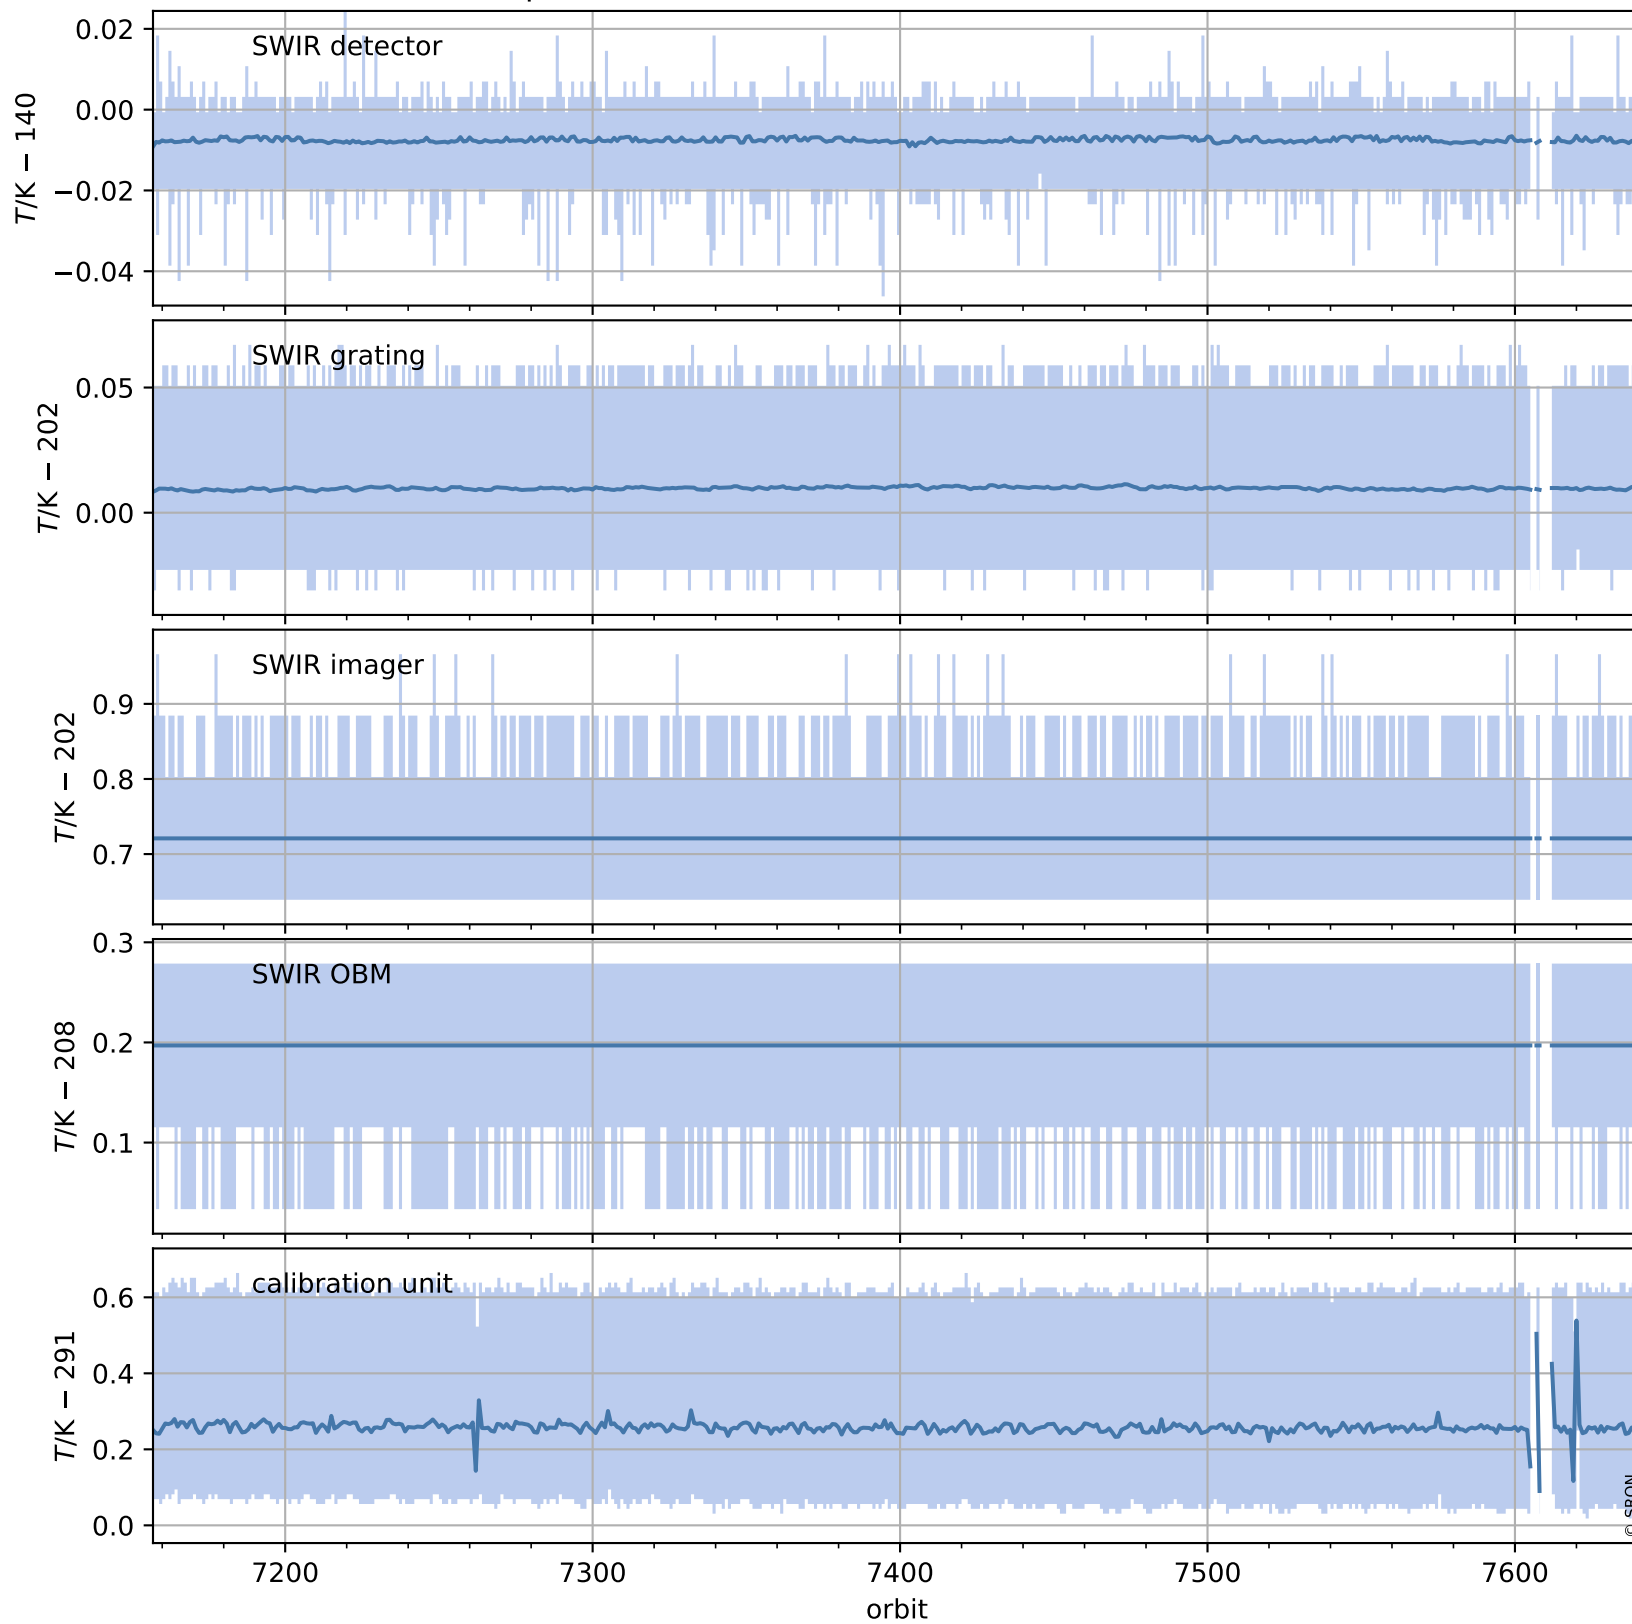 0.02
0.00
−0.02
−0.04
T/K − 140
SWIR detector
0.05
0.00
T/K − 202
SWIR grating
0.9
0.8
0.7
T/K − 202
SWIR imager
0.3
0.2
0.1
T/K − 208
SWIR OBM
0.6
0.4
0.2
0.0
T/K − 291
calibration unit
© SRON
7200 7300 7400 7500 7600
orbit